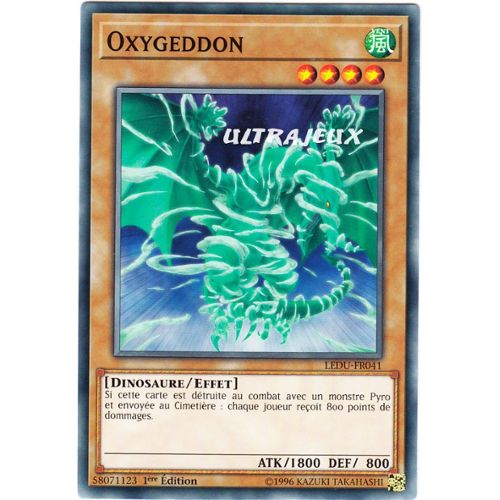 OXYGEDDON
VENT
風
ULTRAJEUX
LEDU-FR041
[DINOSAURE/EFFET]
Si cette carte est détruite au combat avec un monstre Pyro
et envoyée au Cimetière : chaque joueur reçoit 800 points de
dommages.
ATK/1800 DEF/ 800
58071123 1ère Édition ©1996 KAZUKI TAKAHASHI